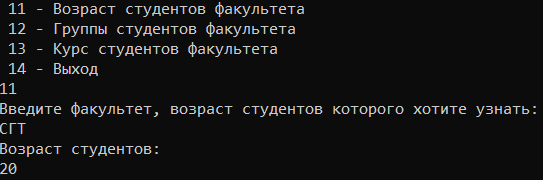 11 - Возраст студентов факультета
12 - Группы студентов факультета
13 - Курс студентов факультета
14 - Выход
11
Введите факультет, возраст студентов которого хотите узнать:
СГТ
Возраст студентов:
20